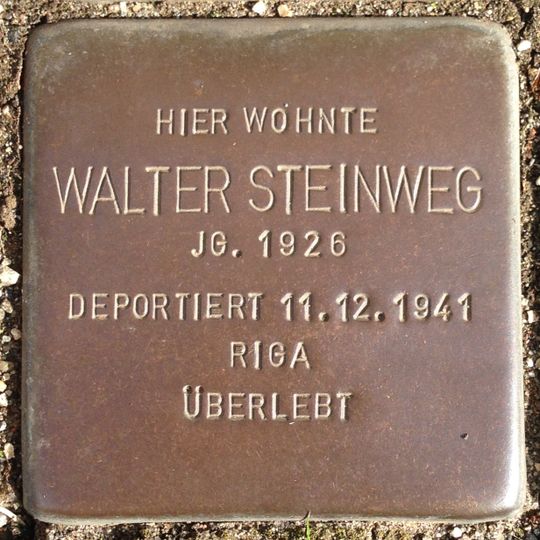 HIER WOHNTE
WALTER STEINWEG
JG. 1926
DEPORTIERT 11.12.1941
RIGA
ÜBERLEBT